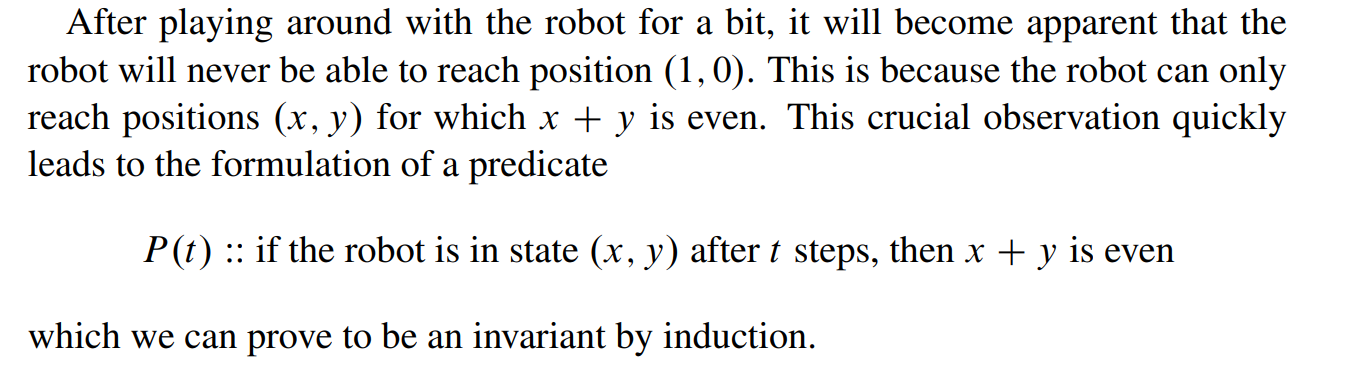 After playing around with the robot for a bit, it will become apparent that the
robot will never be able to reach position (1, 0). This is because the robot can only
reach positions (x, y) for which x + y is even. This crucial observation quickly
leads to the formulation of a predicate
P(t) :: if the robot is in state (x, y) after t steps, then x + y is even
which we can prove to be an invariant by induction.